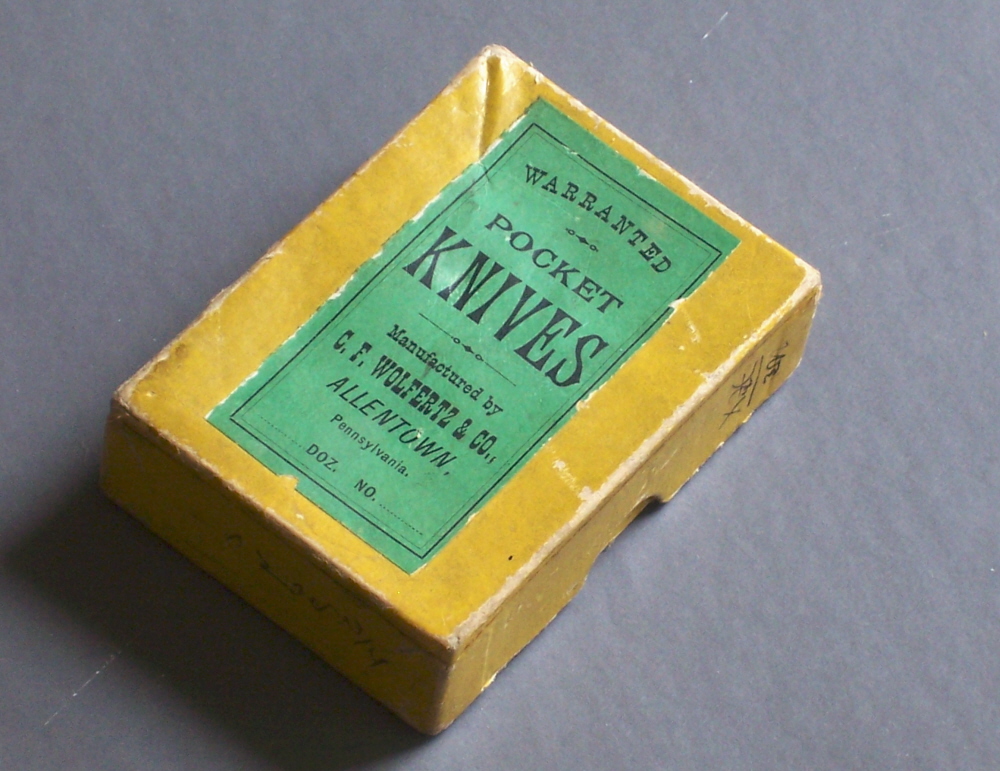 WARRANTED
POCKET
KNIVES
Manufactured by
C. F. WOLFERTZ & CO.,
ALLENTOWN,
Pennsylvania.
DOZ. NO.